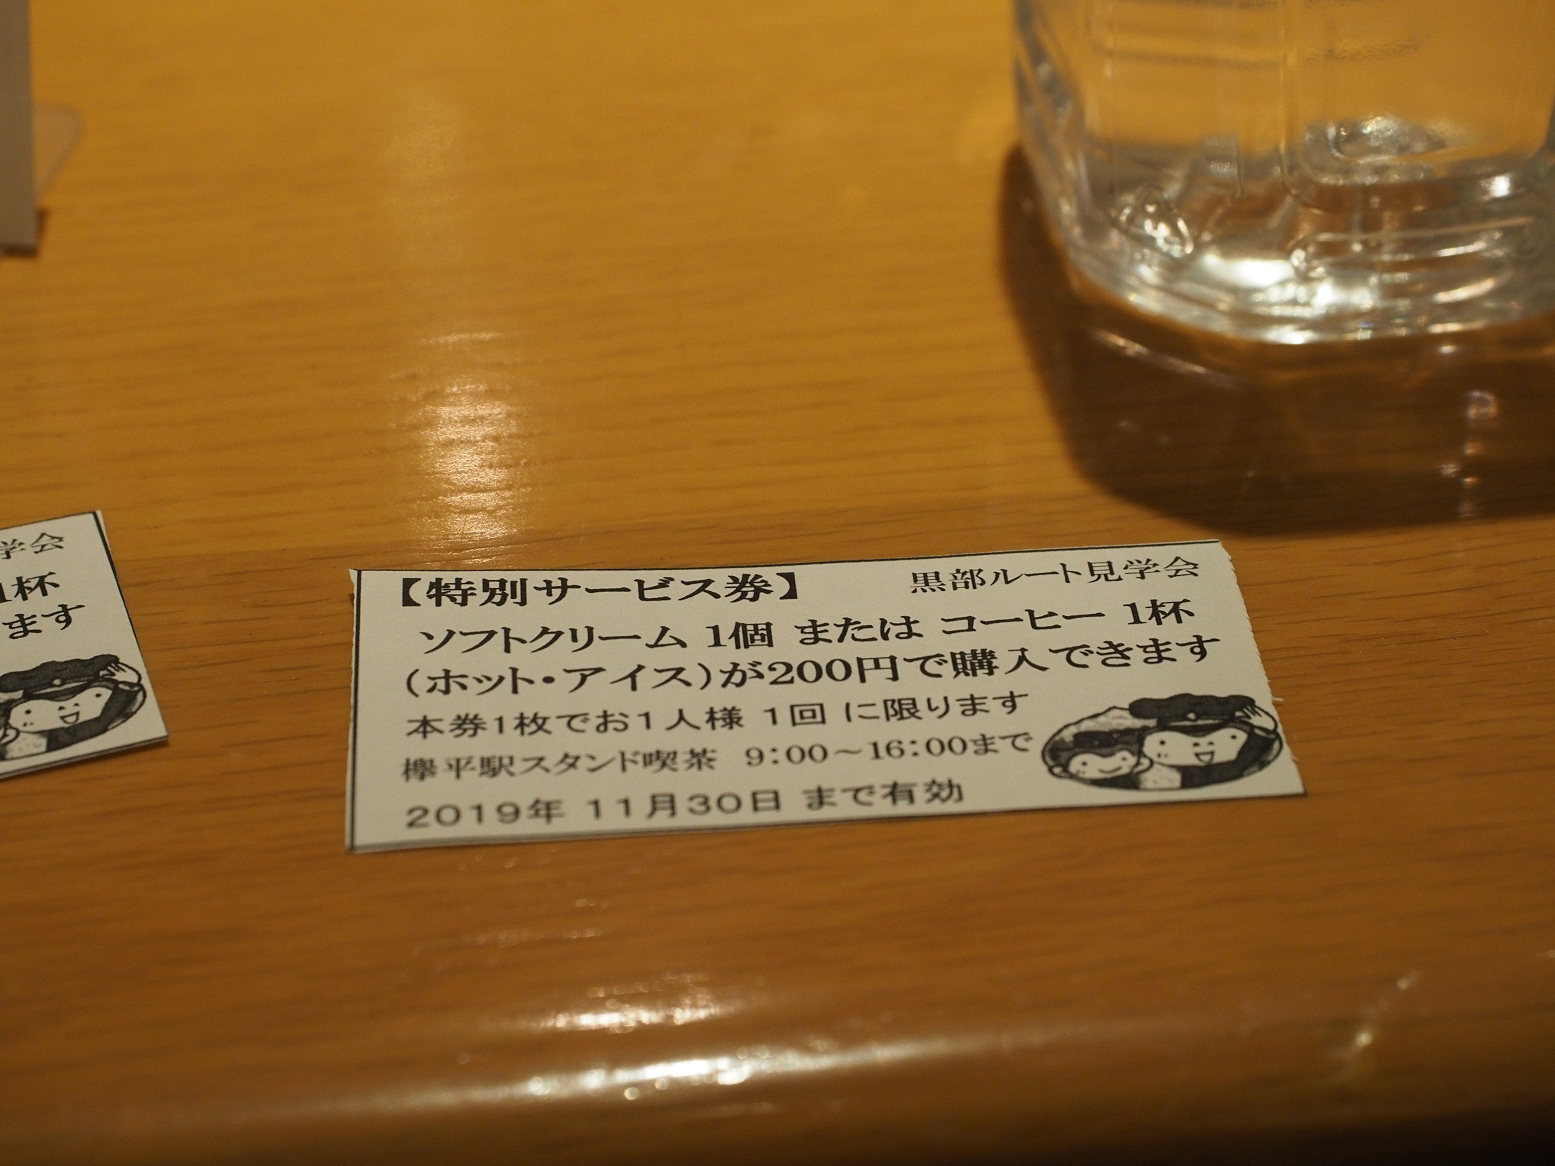 学会
1杯
ます
【特別サービス券】 黒部ルート見学会
ソフトクリーム 1個 または コーヒー 1杯
(ホット・アイス)が200円で購入できます
本券1枚でお1人様 1回 に限ります
欅平駅スタンド喫茶 9:00～16:00まで
2019年 11月30日 まで有効